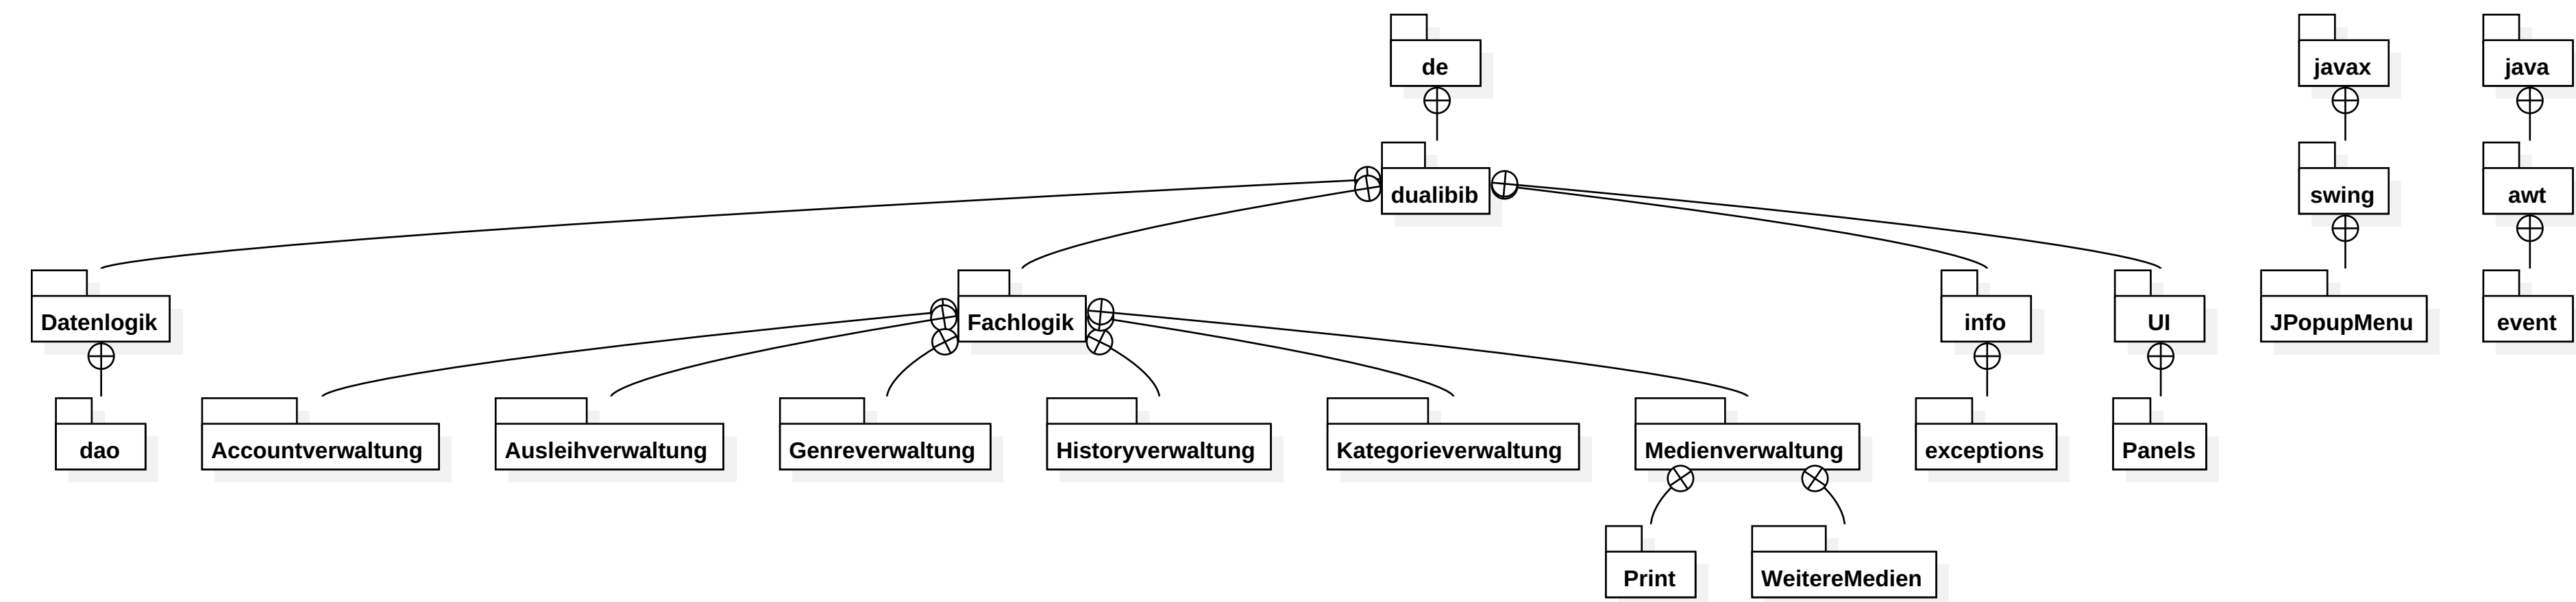 de
javax
java
dualibib
swing
awt
Datenlogik
Fachlogik
info
UI
JPopupMenu
event
dao
Accountverwaltung
Ausleihverwaltung
Genreverwaltung
Historyverwaltung
Kategorieverwaltung
Medienverwaltung
exceptions
Panels
Print
WeitereMedien